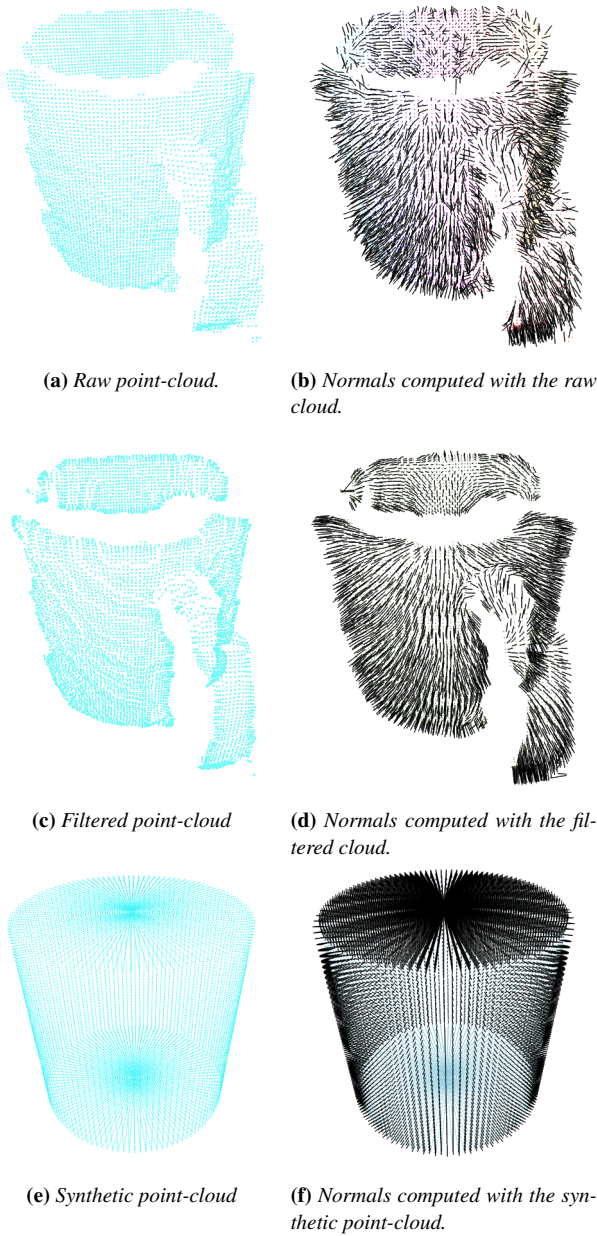 (a) Raw point-cloud.
(b) Normals computed with the raw
cloud.
(c) Filtered point-cloud
(d) Normals computed with the fil-
tered cloud.
(e) Synthetic point-cloud
(f) Normals computed with the syn-
thetic point-cloud.